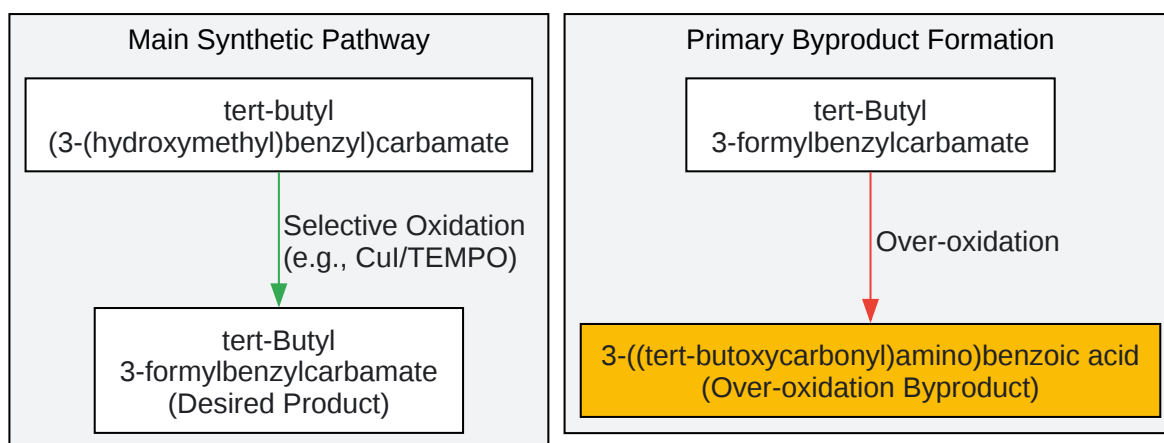 Main Synthetic Pathway
tert-butyl
(3-(hydroxymethyl)benzyl)carbamate
Selective Oxidation
(e.g., CuI/TEMPO)
tert-Butyl
3-formylbenzylcarbamate
(Desired Product)
Primary Byproduct Formation
tert-Butyl
3-formylbenzylcarbamate
Over-oxidation
3-((tert-butoxycarbonyl)amino)benzoic acid
(Over-oxidation Byproduct)